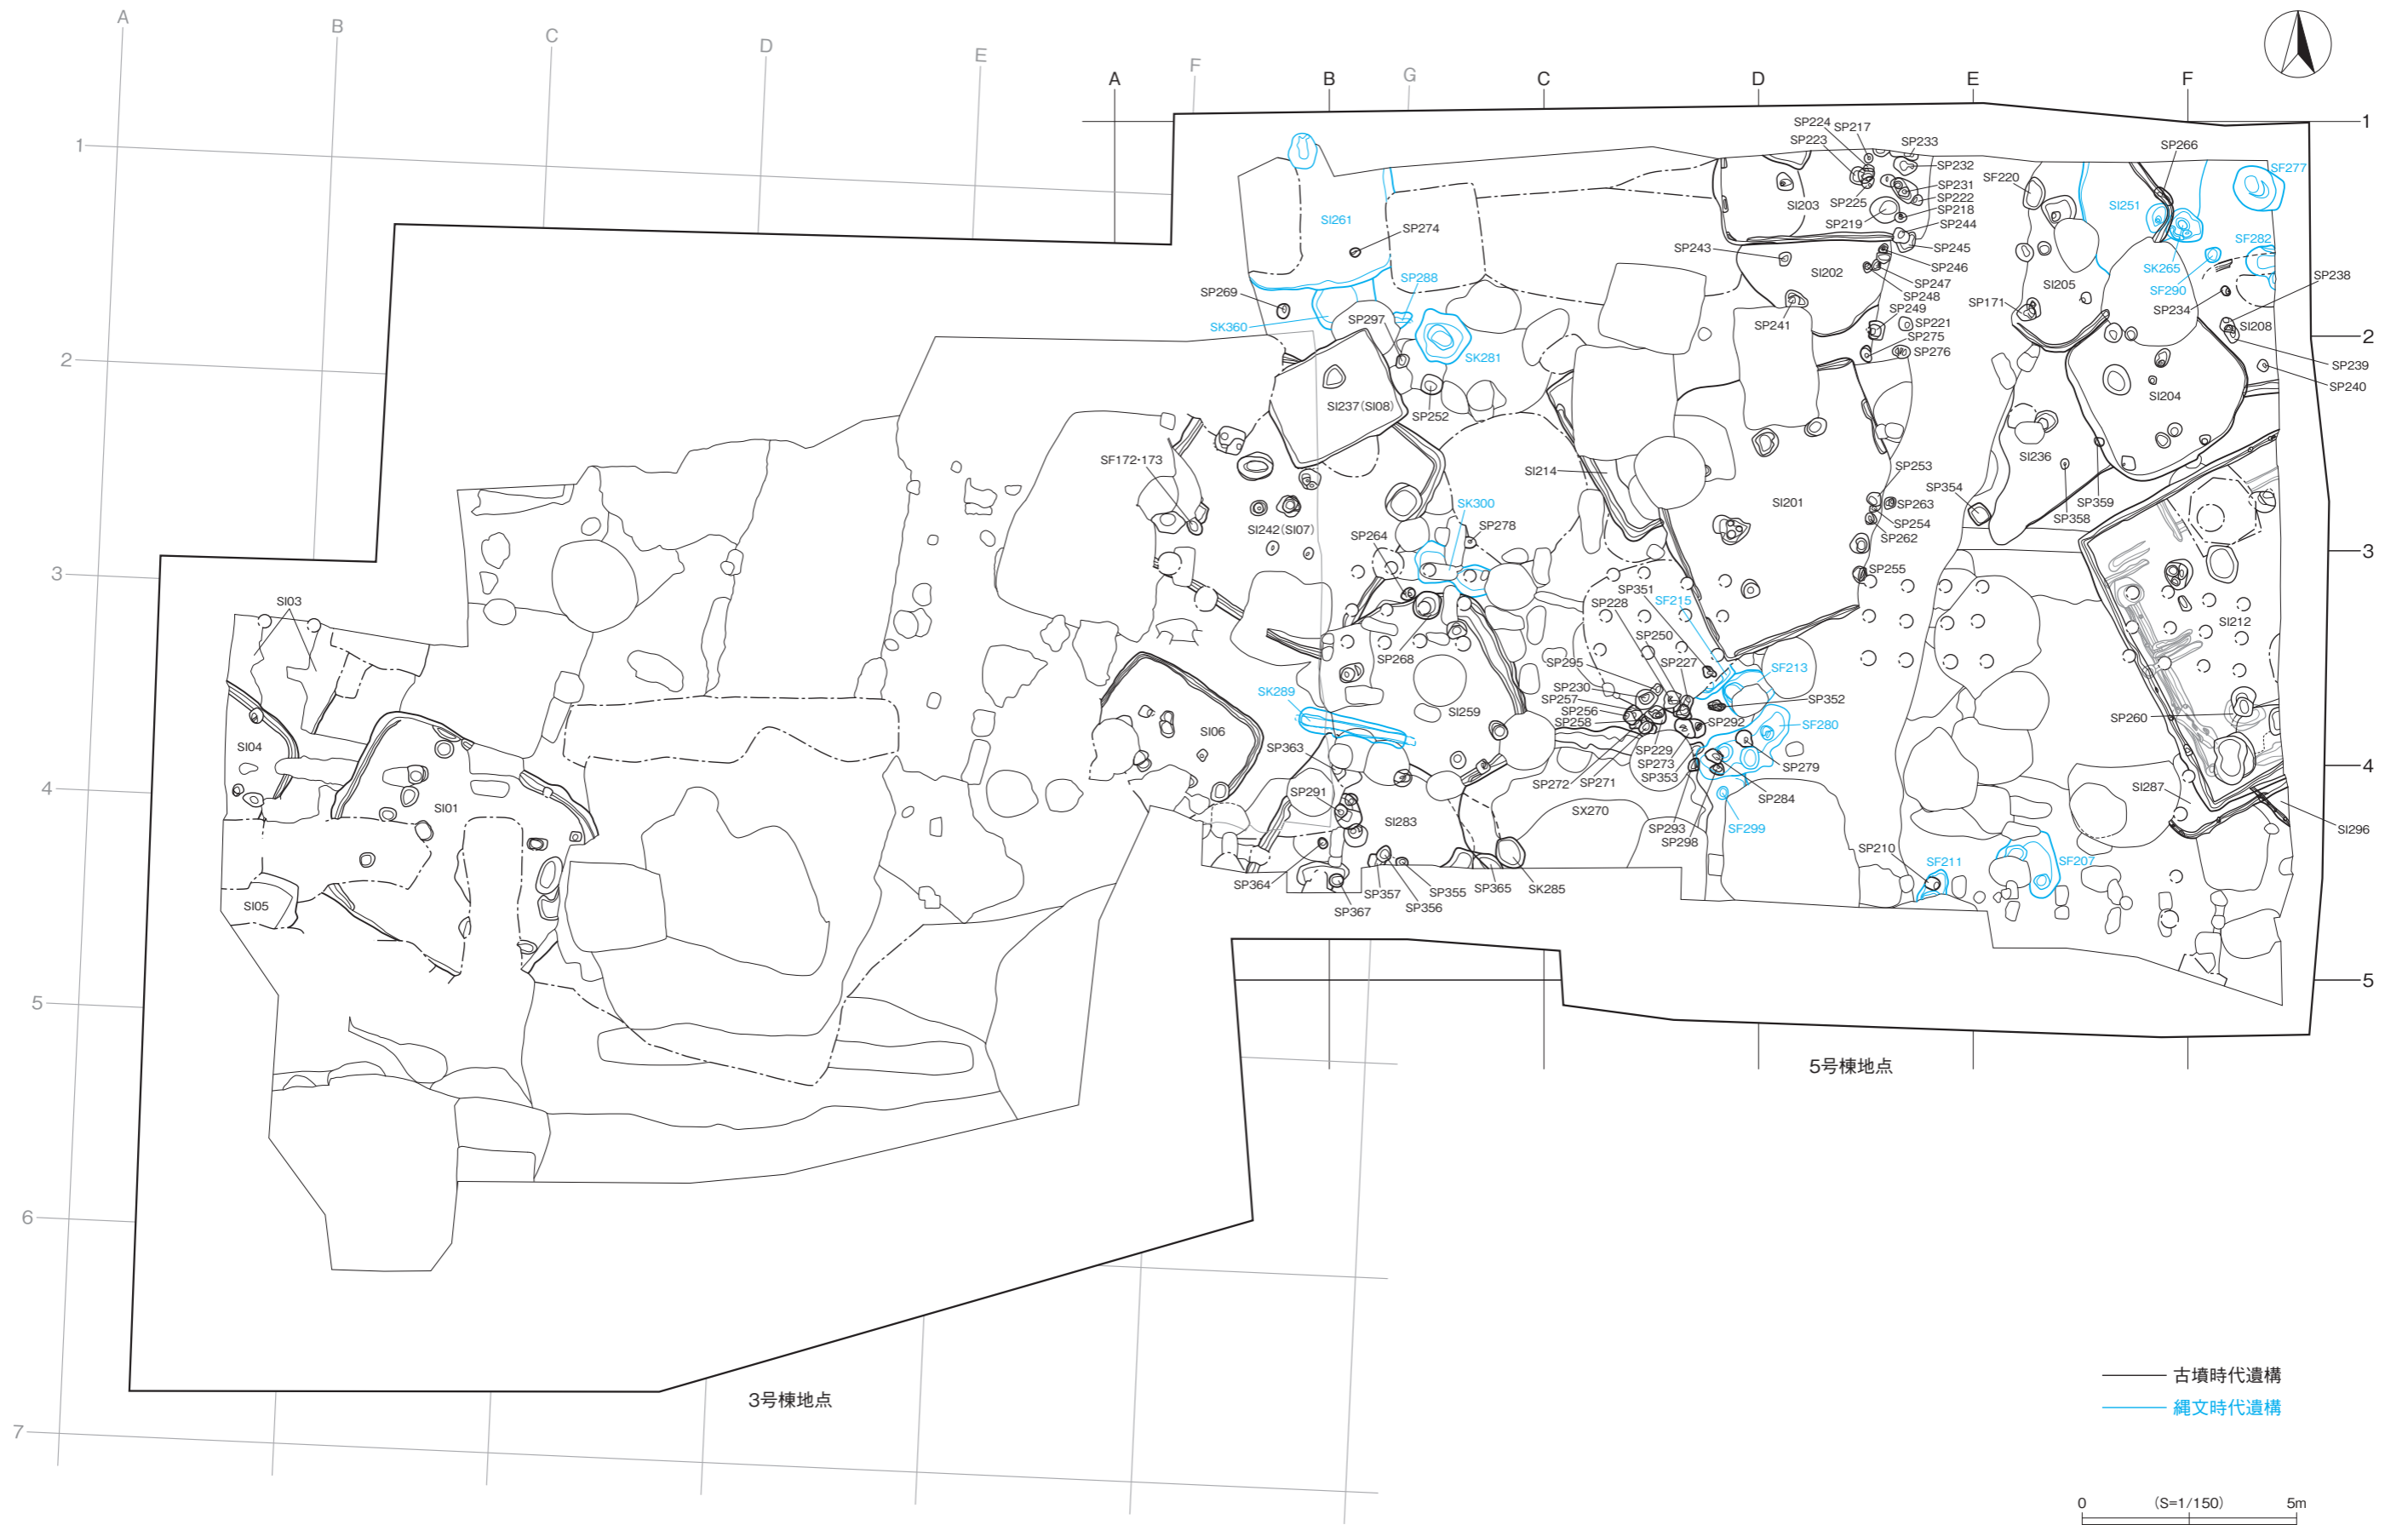 A
B
C
D
E
F
G
A
B
C
D
E
F
1
2
3
4
5
6
7
1
2
3
4
5
SP224
SP217
SP223
SP233
SP232
SP231
SP222
SP218
SP225
SP219
SP244
SP245
SI203
SP243
SI202
SP246
SP247
SP248
SP249
SP241
SP221
SP275
SP276
SP266
SF220
SI251
SF277
SF282
SK265
SF290
SP238
SP234
SI205
SP171
SI208
SP239
SP240
SI204
SI261
SP274
SP288
SP269
SK360
SP297
SK281
SI237(SI08)
SP252
SF172・173
SI242(SI07)
SP264
SK300
SP278
SI214
SI201
SP253
SP263
SP254
SP262
SP255
SI236
SP354
SP358
SP359
SI212
SP260
SI287
SI296
SI03
SI04
SI01
SI05
SI06
SP268
SK289
SI259
SP363
SP291
SI283
SP364
SP367
SP357
SP356
SP355
SP365
SK285
SX270
SP351
SP228
SF215
SP250
SP295
SP227
SP230
SP257
SP256
SP258
SF213
SP352
SP292
SF280
SP229
SP273
SP353
SP272
SP271
SP279
SP284
SP293
SP298
SF299
SP210
SF211
SF207
5号棟地点
3号棟地点
古墳時代遺構
縄文時代遺構
0 (S=1/150) 5m